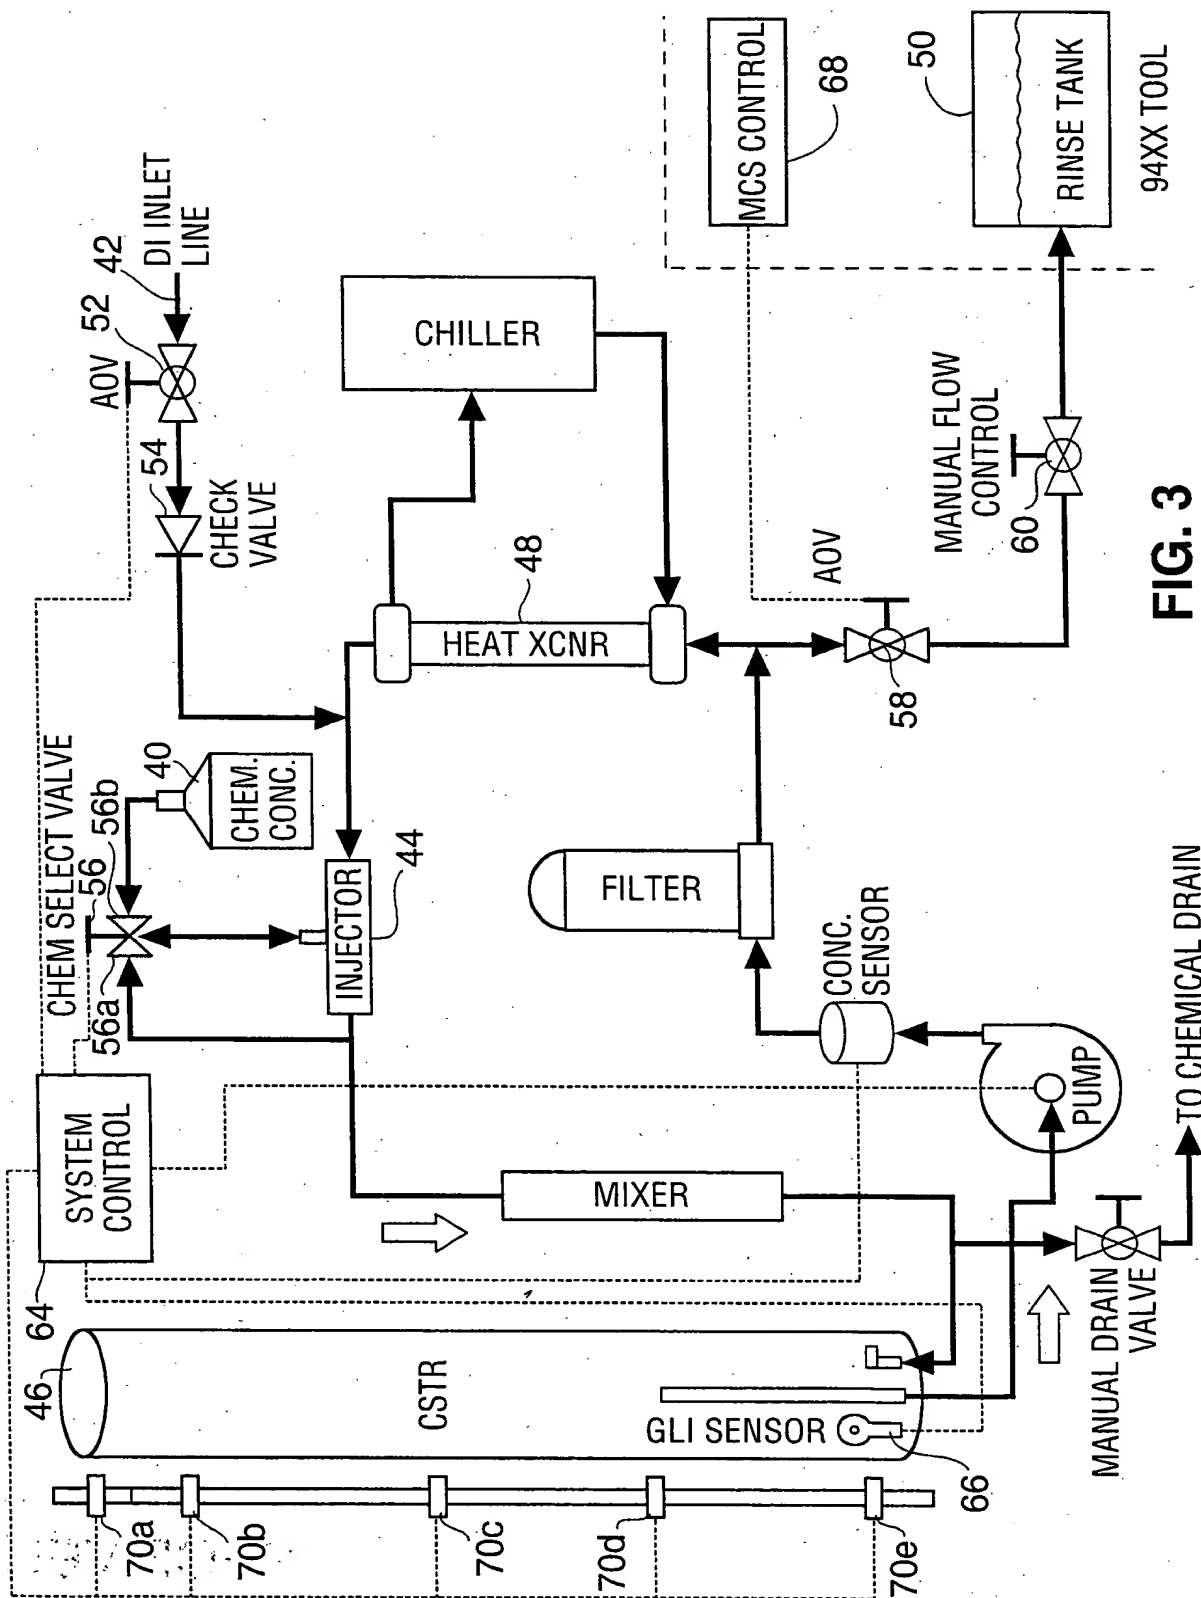 70a
70b
70c
70d
70e
46
64
SYSTEM
CONTROL
CHEM SELECT VALVE
56a
56
56b
40
CHEM.
CONC.
AOV
52
42
DI INLET
LINE
54
CHECK
VALVE
CSTR
GLI SENSOR
66
MIXER
INJECTOR
44
HEAT XCNR
48
CHILLER
FILTER
CONC.
SENSOR
PUMP
MANUAL DRAIN
VALVE
TO CHEMICAL DRAIN
58
AOV
MANUAL FLOW
CONTROL
60
MCS CONTROL
68
50
RINSE TANK
94XX TOOL
FIG. 3